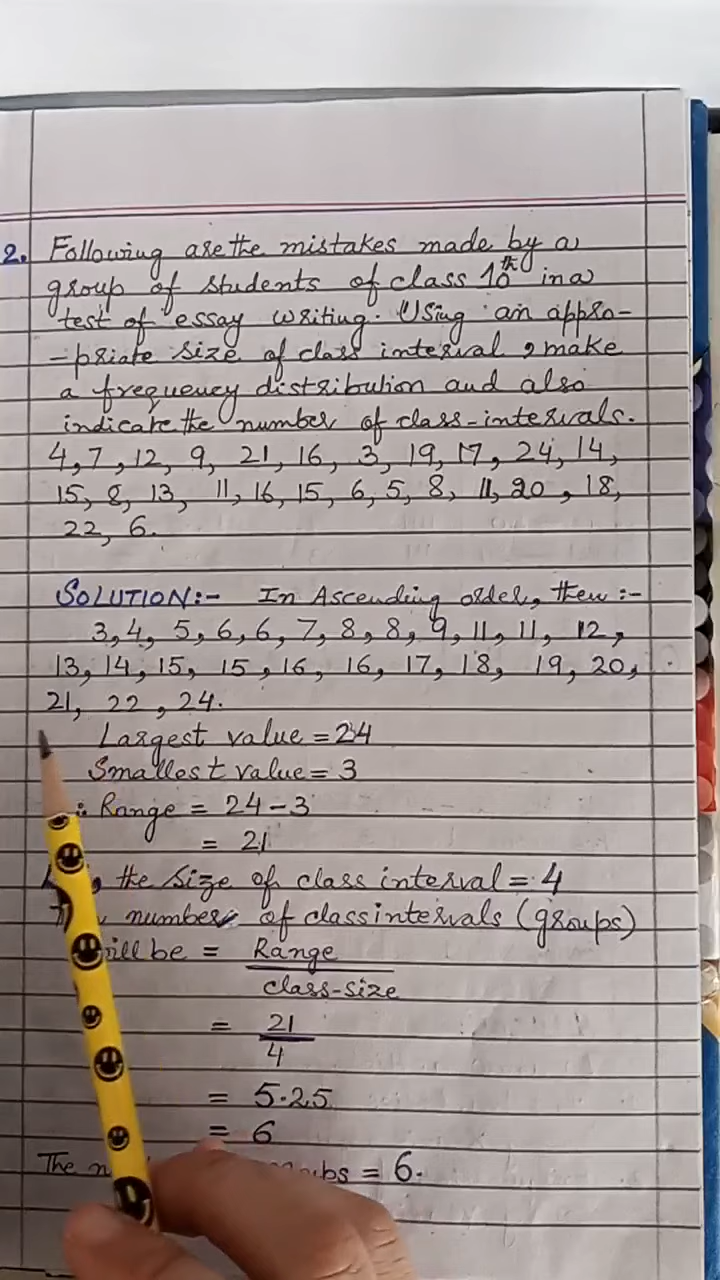 2. Following are the mistakes made by a
group of students of class 10th in a
test of essay writing. Using an appro-
-priate size of class interval, make
a frequency distribution and also
indicate the number of class-intervals.
4, 7, 12, 9, 21, 16, 3, 19, 17, 24, 14,
15, 8, 13, 11, 16, 15, 6, 5, 8, 11, 20, 18,
22, 6.
SOLUTION:- In Ascending order, then :-
3, 4, 5, 6, 6, 7, 8, 8, 9, 11, 11, 12,
13, 14, 15, 15, 16, 16, 17, 18, 19, 20,
21, 22, 24.
Largest value = 24
Smallest value = 3
∴ Range = 24-3
= 21
the size of class interval = 4
number of class intervals (groups)
will be = Range
class-size
= 21
4
= 5.25
= 6
The = 6.